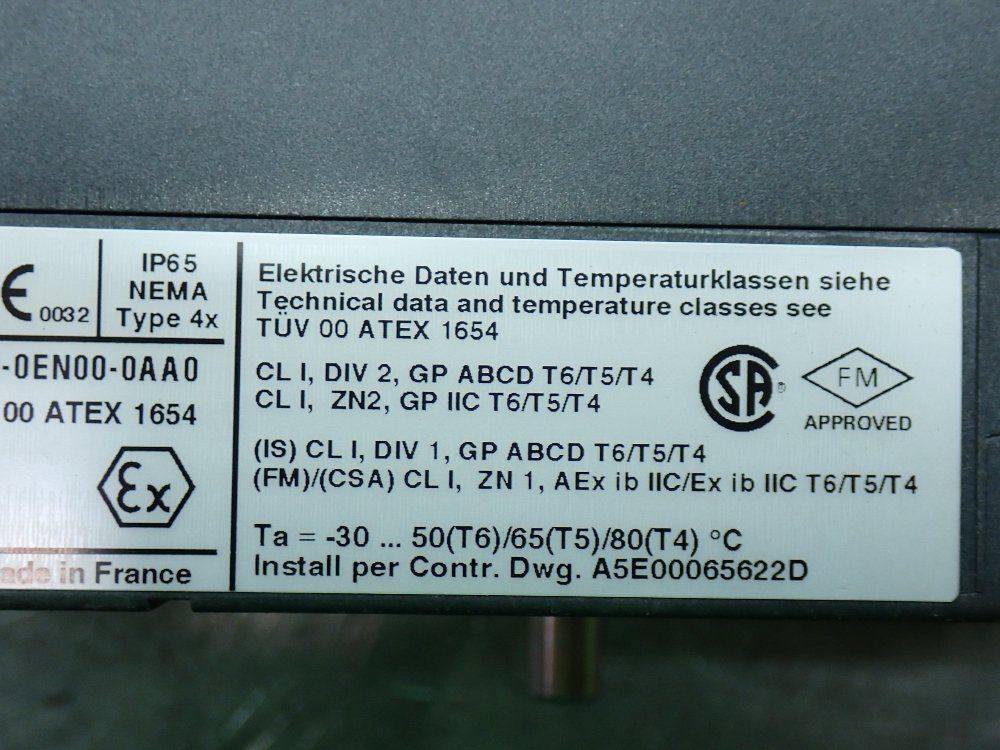 CE 0032
IP65
NEMA
Type 4x
-0EN00-0AA0
00 ATEX 1654
Ex
ade in France
Elektrische Daten und Temperaturklassen siehe
Technical data and temperature classes see
TÜV 00 ATEX 1654
CL I, DIV 2, GP ABCD T6/T5/T4
CL I, ZN2, GP IIC T6/T5/T4
SA ®
FM
APPROVED
(IS) CL I, DIV 1, GP ABCD T6/T5/T4
(FM)/(CSA) CL I, ZN 1, AEx ib IIC/Ex ib IIC T6/T5/T4
Ta = -30 ... 50(T6)/65(T5)/80(T4) °C
Install per Contr. Dwg. A5E00065622D